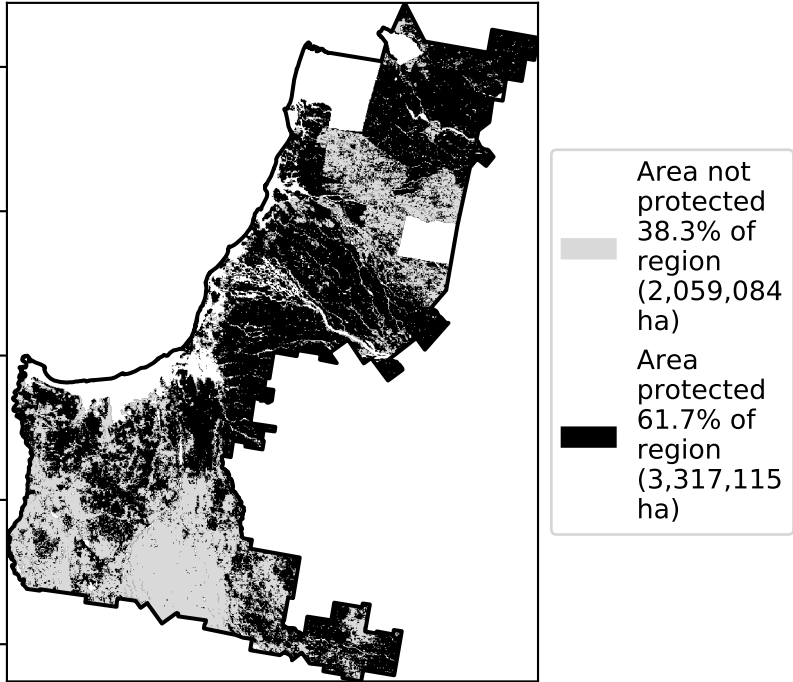 Area not
protected
38.3% of
region
(2,059,084
ha)
Area
protected
61.7% of
region
(3,317,115
ha)